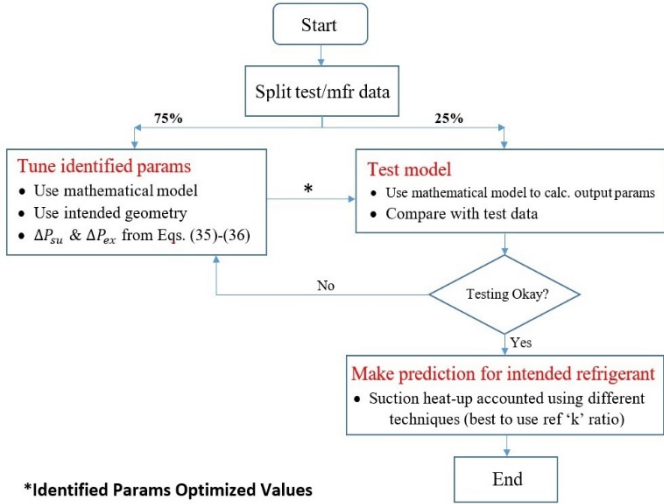 Start
Split test/mfr data
75%
25%
Tune identified params
• Use mathematical model
• Use intended geometry
• ΔP_su & ΔP_ex from Eqs. (35)-(36)
*
Test model
• Use mathematical model to calc. output params
• Compare with test data
No
Testing Okay?
Yes
Make prediction for intended refrigerant
• Suction heat-up accounted using different
techniques (best to use ref ‘k’ ratio)
End
*Identified Params Optimized Values